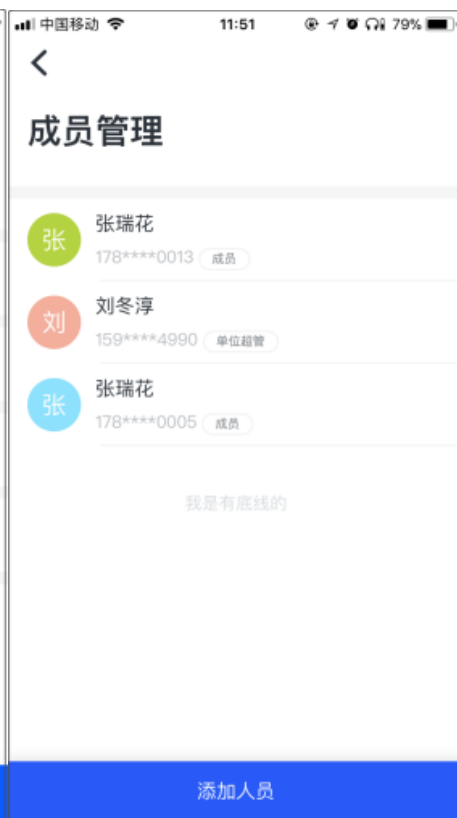 中国移动 11:51 79%
成员管理
张
张瑞花
178****0013 成员
刘
刘冬淳
159****4990 单位超管
张
张瑞花
178****0005 成员
我是有底线的
添加人员